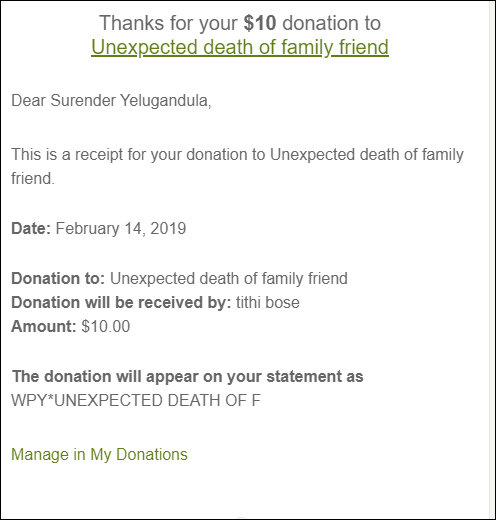 Thanks for your $10 donation to
Unexpected death of family friend
Dear Surender Yelugandula,
This is a receipt for your donation to Unexpected death of family
friend.
Date: February 14, 2019
Donation to: Unexpected death of family friend
Donation will be received by: tithi bose
Amount: $10.00
The donation will appear on your statement as
WPY*UNEXPECTED DEATH OF F
Manage in My Donations